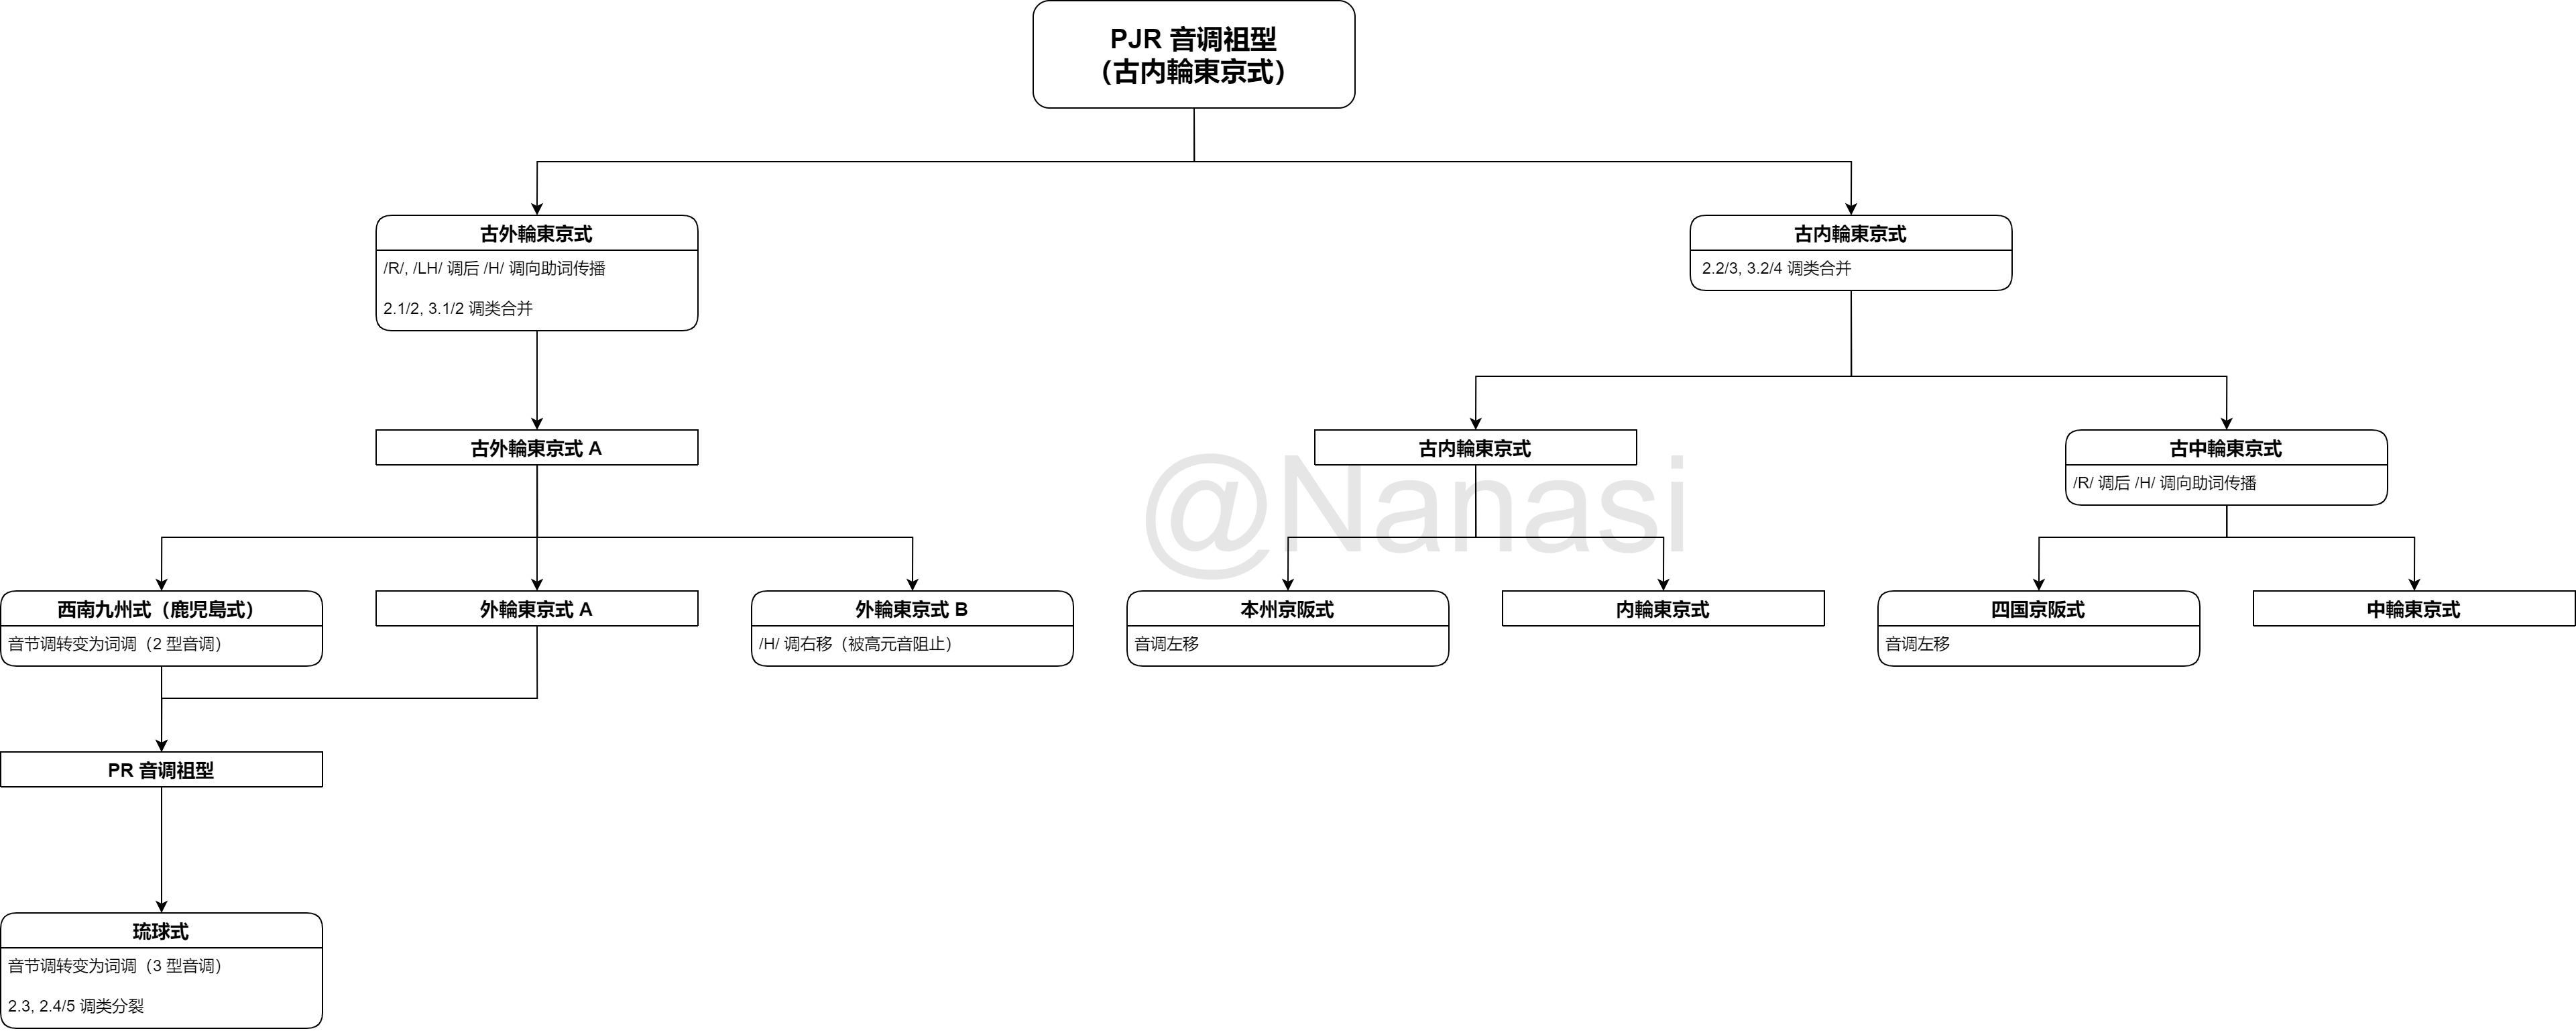 PJR 音调祖型
（古内輪東京式）
古外輪東京式
/R/, /LH/ 调后 /H/ 调向助词传播
2.1/2, 3.1/2 调类合并
古内輪東京式
2.2/3, 3.2/4 调类合并
古外輪東京式 A
古内輪東京式
古中輪東京式
/R/ 调后 /H/ 调向助词传播
@Nanasi
西南九州式（鹿児島式）
音节调转变为词调（2 型音调）
外輪東京式 A
外輪東京式 B
/H/ 调右移（被高元音阻止）
本州京阪式
音调左移
内輪東京式
四国京阪式
音调左移
中輪東京式
PR 音调祖型
琉球式
音节调转变为词调（3 型音调）
2.3, 2.4/5 调类分裂